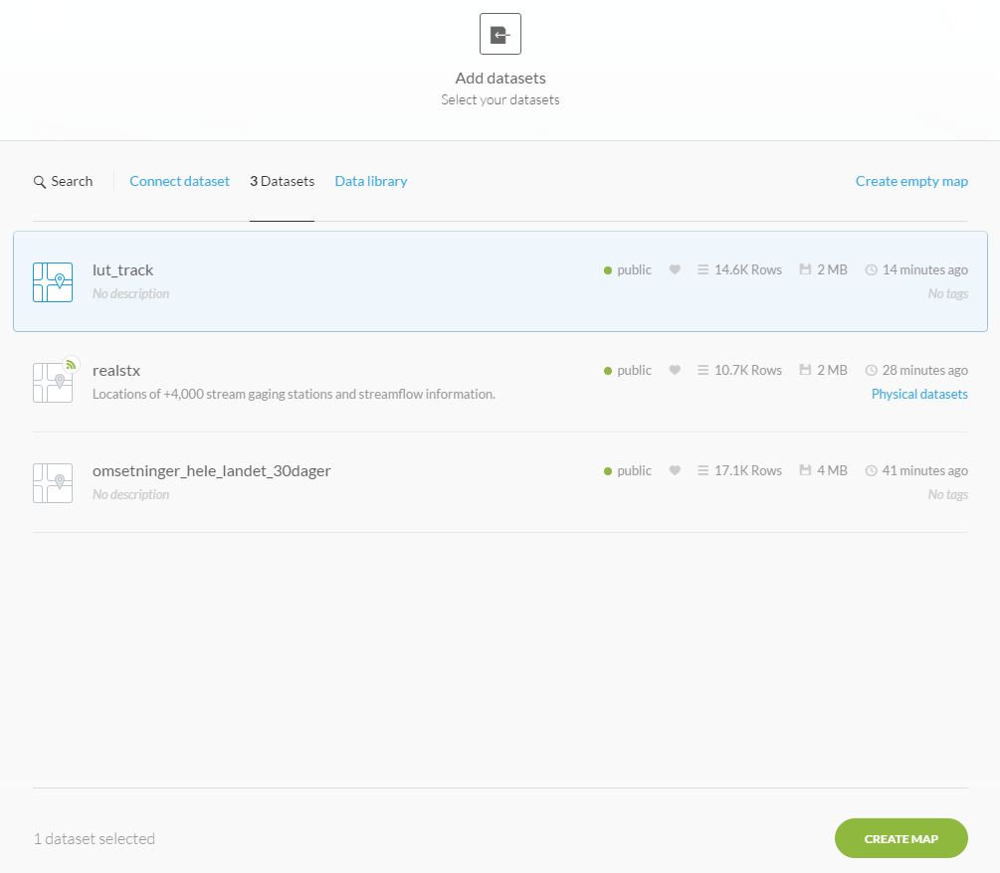 Add datasets
Select your datasets
Search Connect dataset 3 Datasets Data library Create empty map
lut_track public 14.6K Rows 2 MB 14 minutes ago
No description No tags
realstx public 10.7K Rows 2 MB 28 minutes ago
Locations of +4,000 stream gaging stations and streamflow information. Physical datasets
omsetninger_hele_landet_30dager public 17.1K Rows 4 MB 41 minutes ago
No description No tags
1 dataset selected CREATE MAP